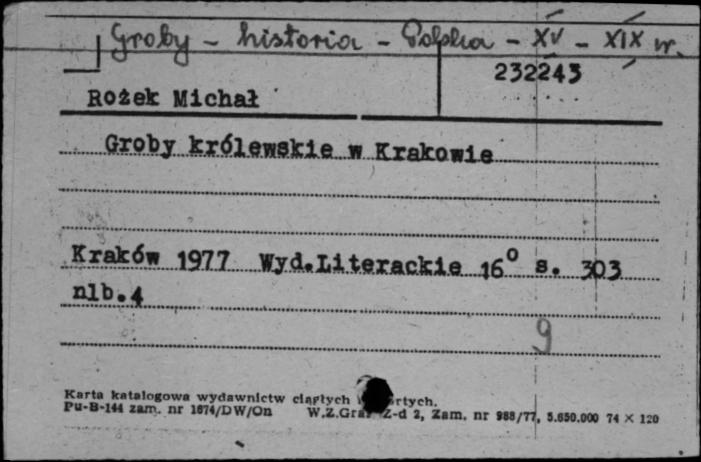 Groby - historia - Polska - XV - XIX w.
232243
Rożek Michał
Groby królewskie w Krakowie
Kraków 1977 Wyd.Literackie 16° s. 303
nlb.4
9
Karta katalogowa wydawnictw ciągłych
Pu-B-144 zam. nr 1674/DW/On W.Z.Graf Z-d 2, Zam. nr 988/77, 5.650.000 74 × 120